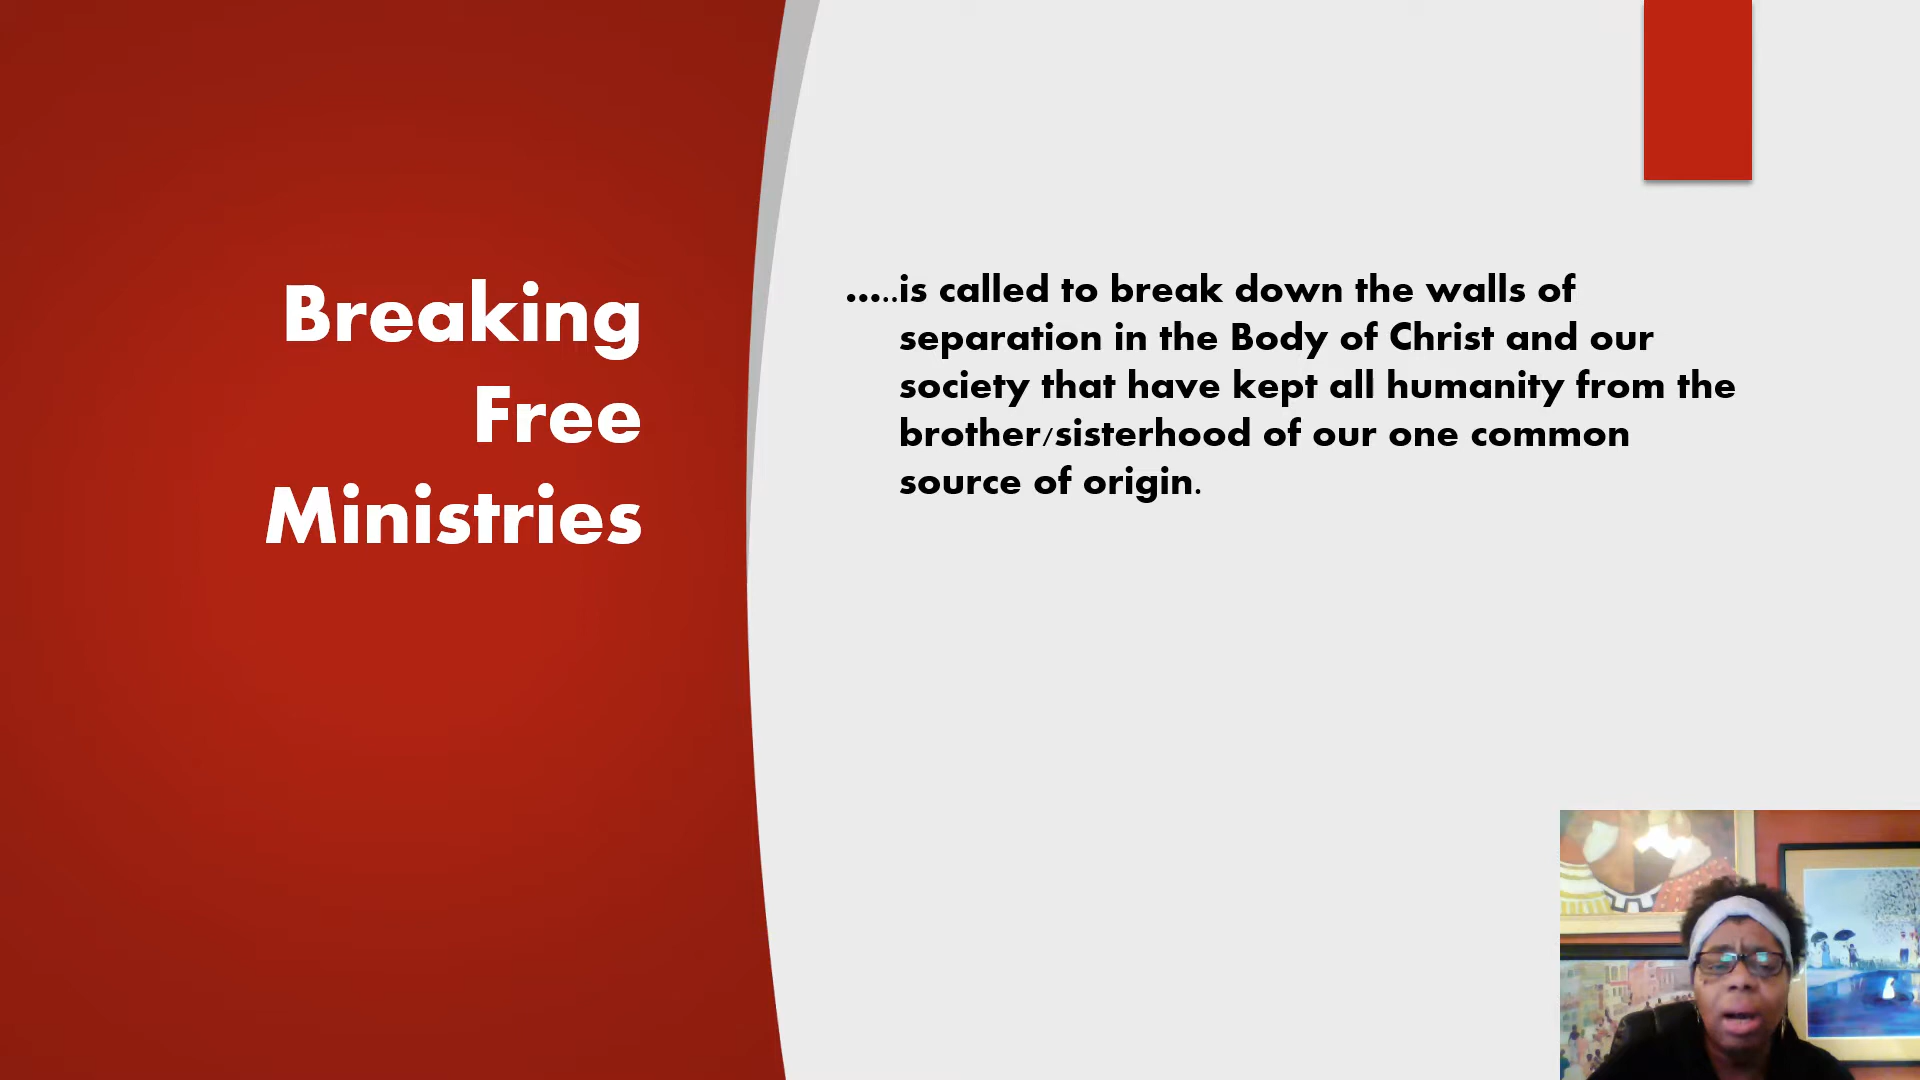 Breaking
Free
Ministries
…..is called to break down the walls of
separation in the Body of Christ and our
society that have kept all humanity from the
brother/sisterhood of our one common
source of origin.